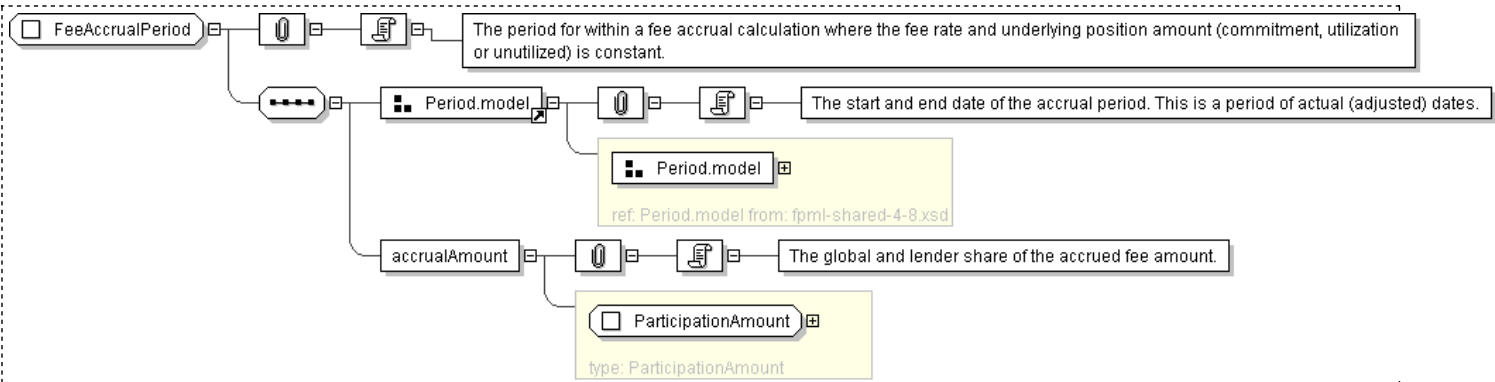 FeeAccrualPeriod
The period for within a fee accrual calculation where the fee rate and underlying position amount (commitment, utilization
or unutilized) is constant.
Period.model
The start and end date of the accrual period. This is a period of actual (adjusted) dates.
Period.model
ref: Period.model from: fpml-shared-4-8.xsd
accrualAmount
The global and lender share of the accrued fee amount.
ParticipationAmount
type: ParticipationAmount